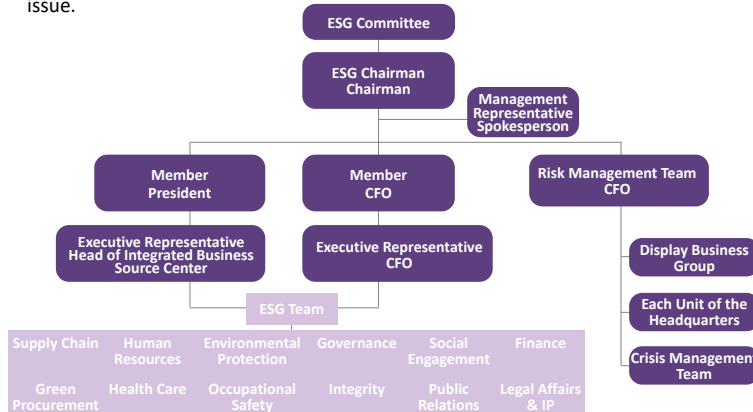 issue.
ESG Committee
ESG Chairman
Chairman
Management
Representative
Spokesperson
Member
President
Member
CFO
Risk Management Team
CFO
Executive Representative
Head of Integrated Business
Source Center
Executive Representative
CFO
Display Business
Group
Each Unit of the
Headquarters
Crisis Management
Team
ESG Team
Supply Chain
Human
Resources
Environmental
Protection
Governance
Social
Engagement
Finance
Green
Procurement
Health Care
Occupational
Safety
Integrity
Public
Relations
Legal Affairs
& IP